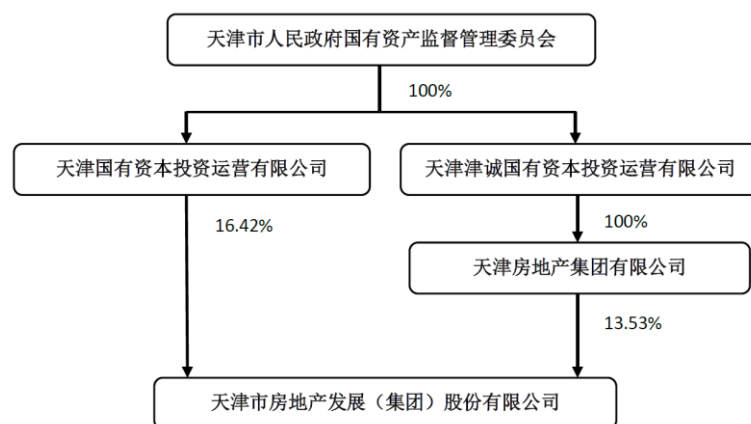 天津市人民政府国有资产监督管理委员会
100%
天津国有资本投资运营有限公司
天津津诚国有资本投资运营有限公司
16.42%
100%
天津房地产集团有限公司
13.53%
天津市房地产发展（集团）股份有限公司